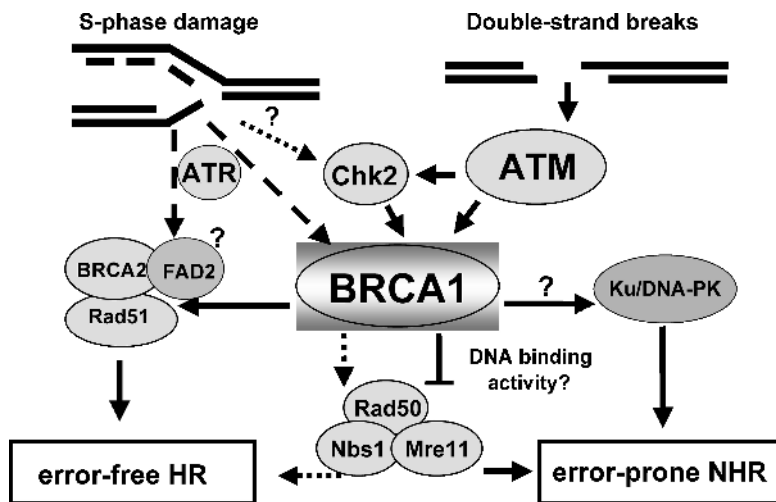 S-phase damage
Double-strand breaks
?
ATR
Chk2
ATM
?
BRCA2
FAD2
Rad51
BRCA1
?
Ku/DNA-PK
DNA binding
activity?
Rad50
Nbs1
Mre11
error-free HR
error-prone NHR